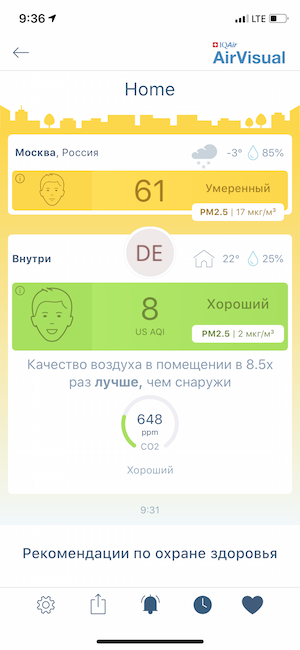 9:36 LTE
IQAir
AirVisual
Home
Москва, Россия -3° 85%
61 Умеренный
PM2.5 | 17 мкг/м³
DE
Внутри 22° 25%
8 Хороший
US AQI
PM2.5 | 2 мкг/м³
Качество воздуха в помещении в 8.5x
раз лучше, чем снаружи
648
ppm
CO2
Хороший
9:31
Рекомендации по охране здоровья